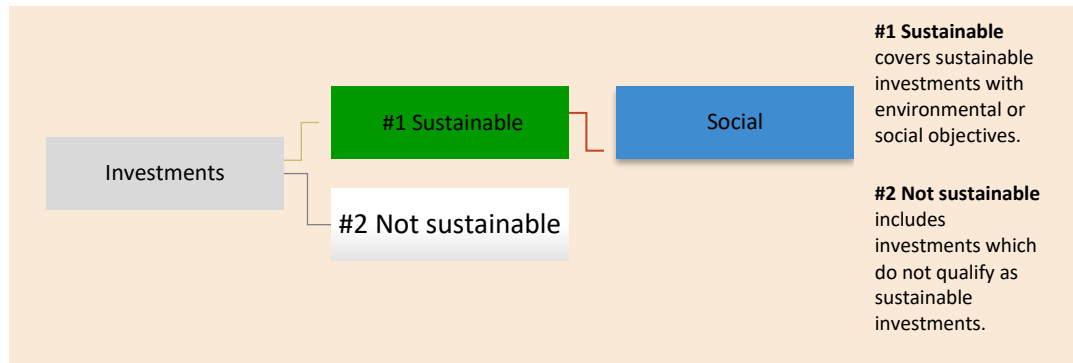 Investments
#1 Sustainable
Social
#2 Not sustainable
#1 Sustainable
covers sustainable
investments with
environmental or
social objectives.
#2 Not sustainable
includes
investments which
do not qualify as
sustainable
investments.